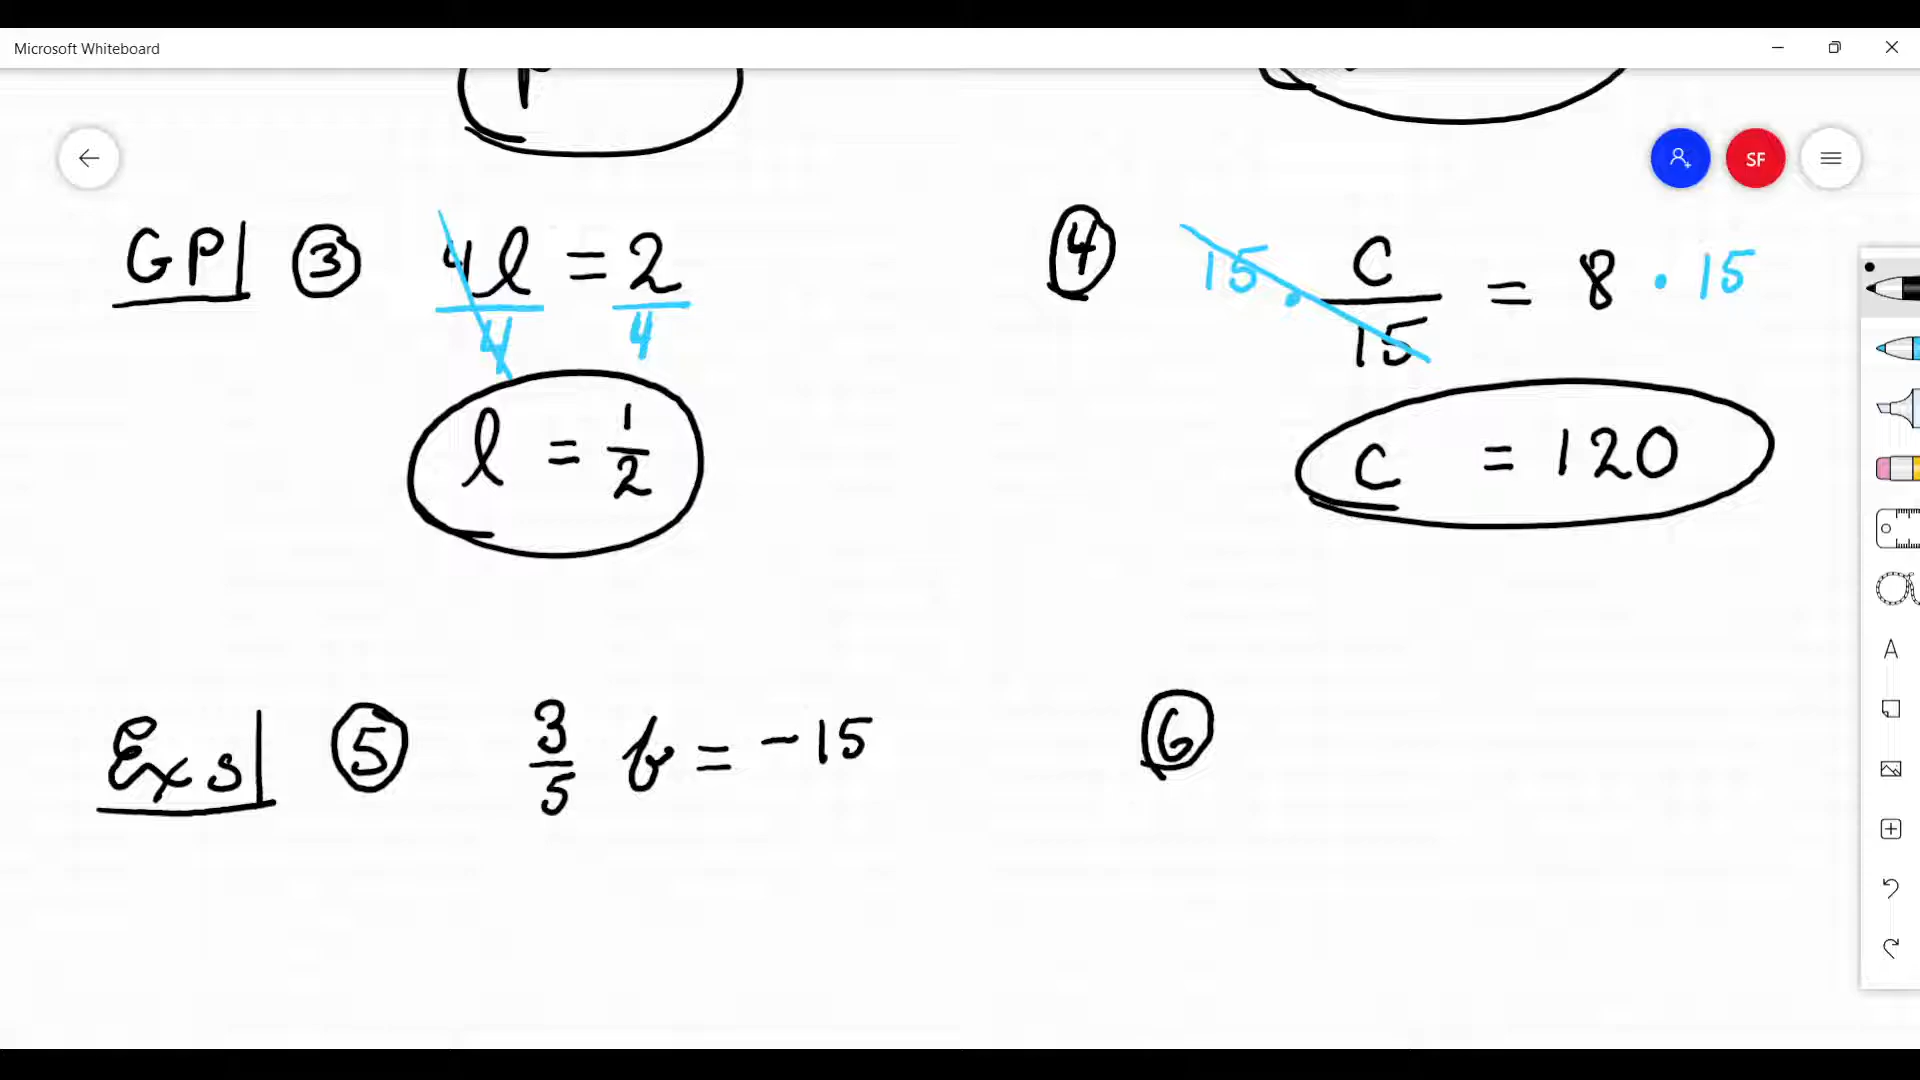 Microsoft Whiteboard
SF
GP ③ 4l = 2
4 4
l = 1/2
④ 15 · c/15 = 8 · 15
c = 120
Exs ⑤ 3/5 b = -15
⑥
A